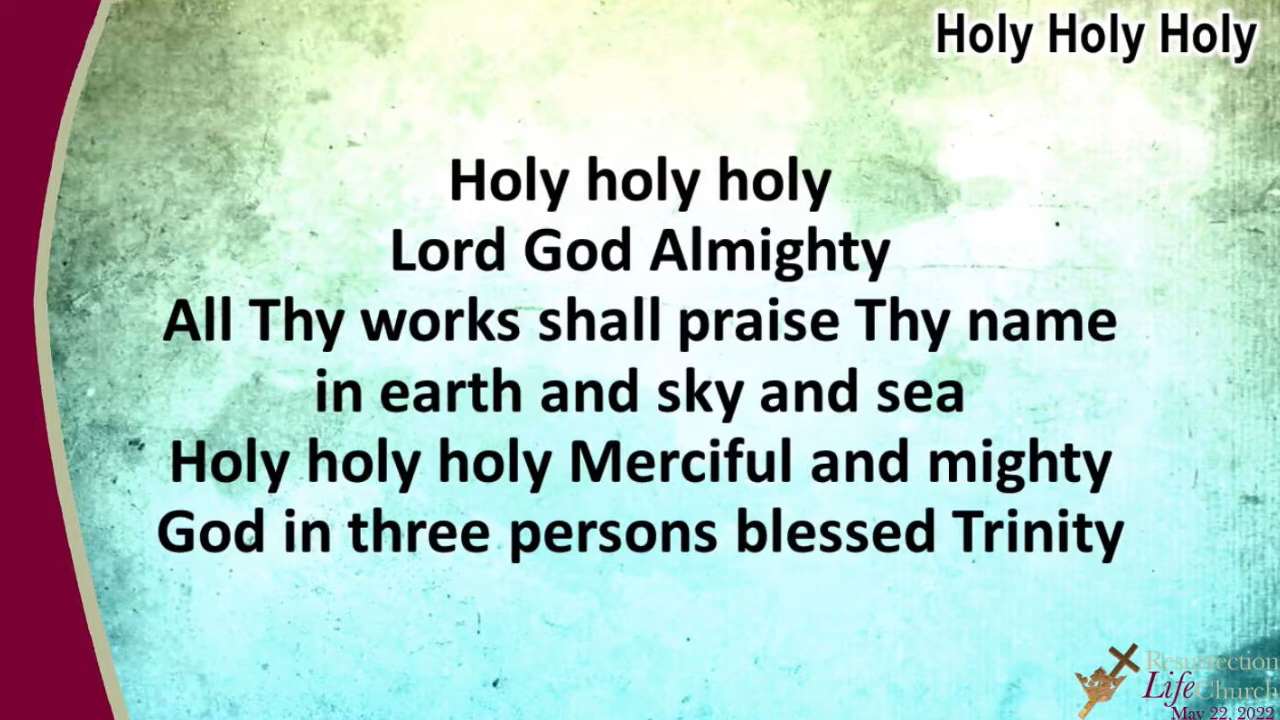 Holy Holy Holy
Holy holy holy
Lord God Almighty
All Thy works shall praise Thy name
in earth and sky and sea
Holy holy holy Merciful and mighty
God in three persons blessed Trinity
Resurrection
Life Church
May 22, 2022